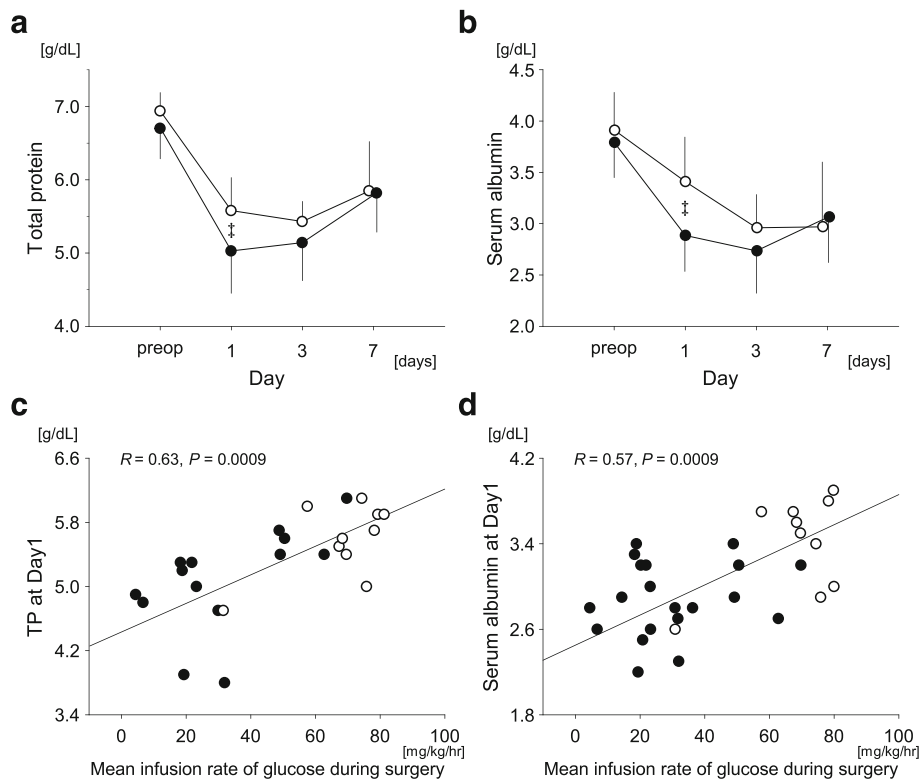 a
[g/dL]
Total protein
7.0
6.0
5.0
4.0
‡
preop 1 3 7 [days]
Day
b
[g/dL]
Serum albumin
4.5
4.0
3.5
3.0
2.5
2.0
‡
preop 1 3 7 [days]
Day
c
[g/dL]
TP at Day1
R = 0.63, P = 0.0009
6.6
5.8
5.0
4.2
3.4
0 20 40 60 80 100
[mg/kg/hr]
Mean infusion rate of glucose during surgery
d
[g/dL]
Serum albumin at Day1
R = 0.57, P = 0.0009
4.2
3.4
2.6
1.8
0 20 40 60 80 100
[mg/kg/hr]
Mean infusion rate of glucose during surgery